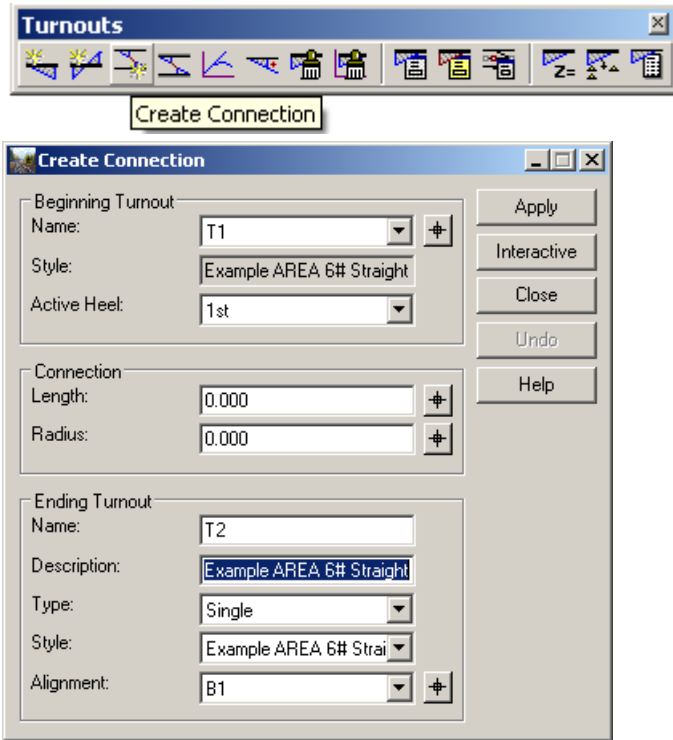 Turnouts
Z=
Create Connection
Create Connection
Beginning Turnout
Name:
T1
Style:
Example AREA 6# Straight
Active Heel:
1st
Connection
Length:
0.000
Radius:
0.000
Ending Turnout
Name:
T2
Description:
Example AREA 6# Straight
Type:
Single
Style:
Example AREA 6# Strai
Alignment:
B1
Apply
Interactive
Close
Undo
Help